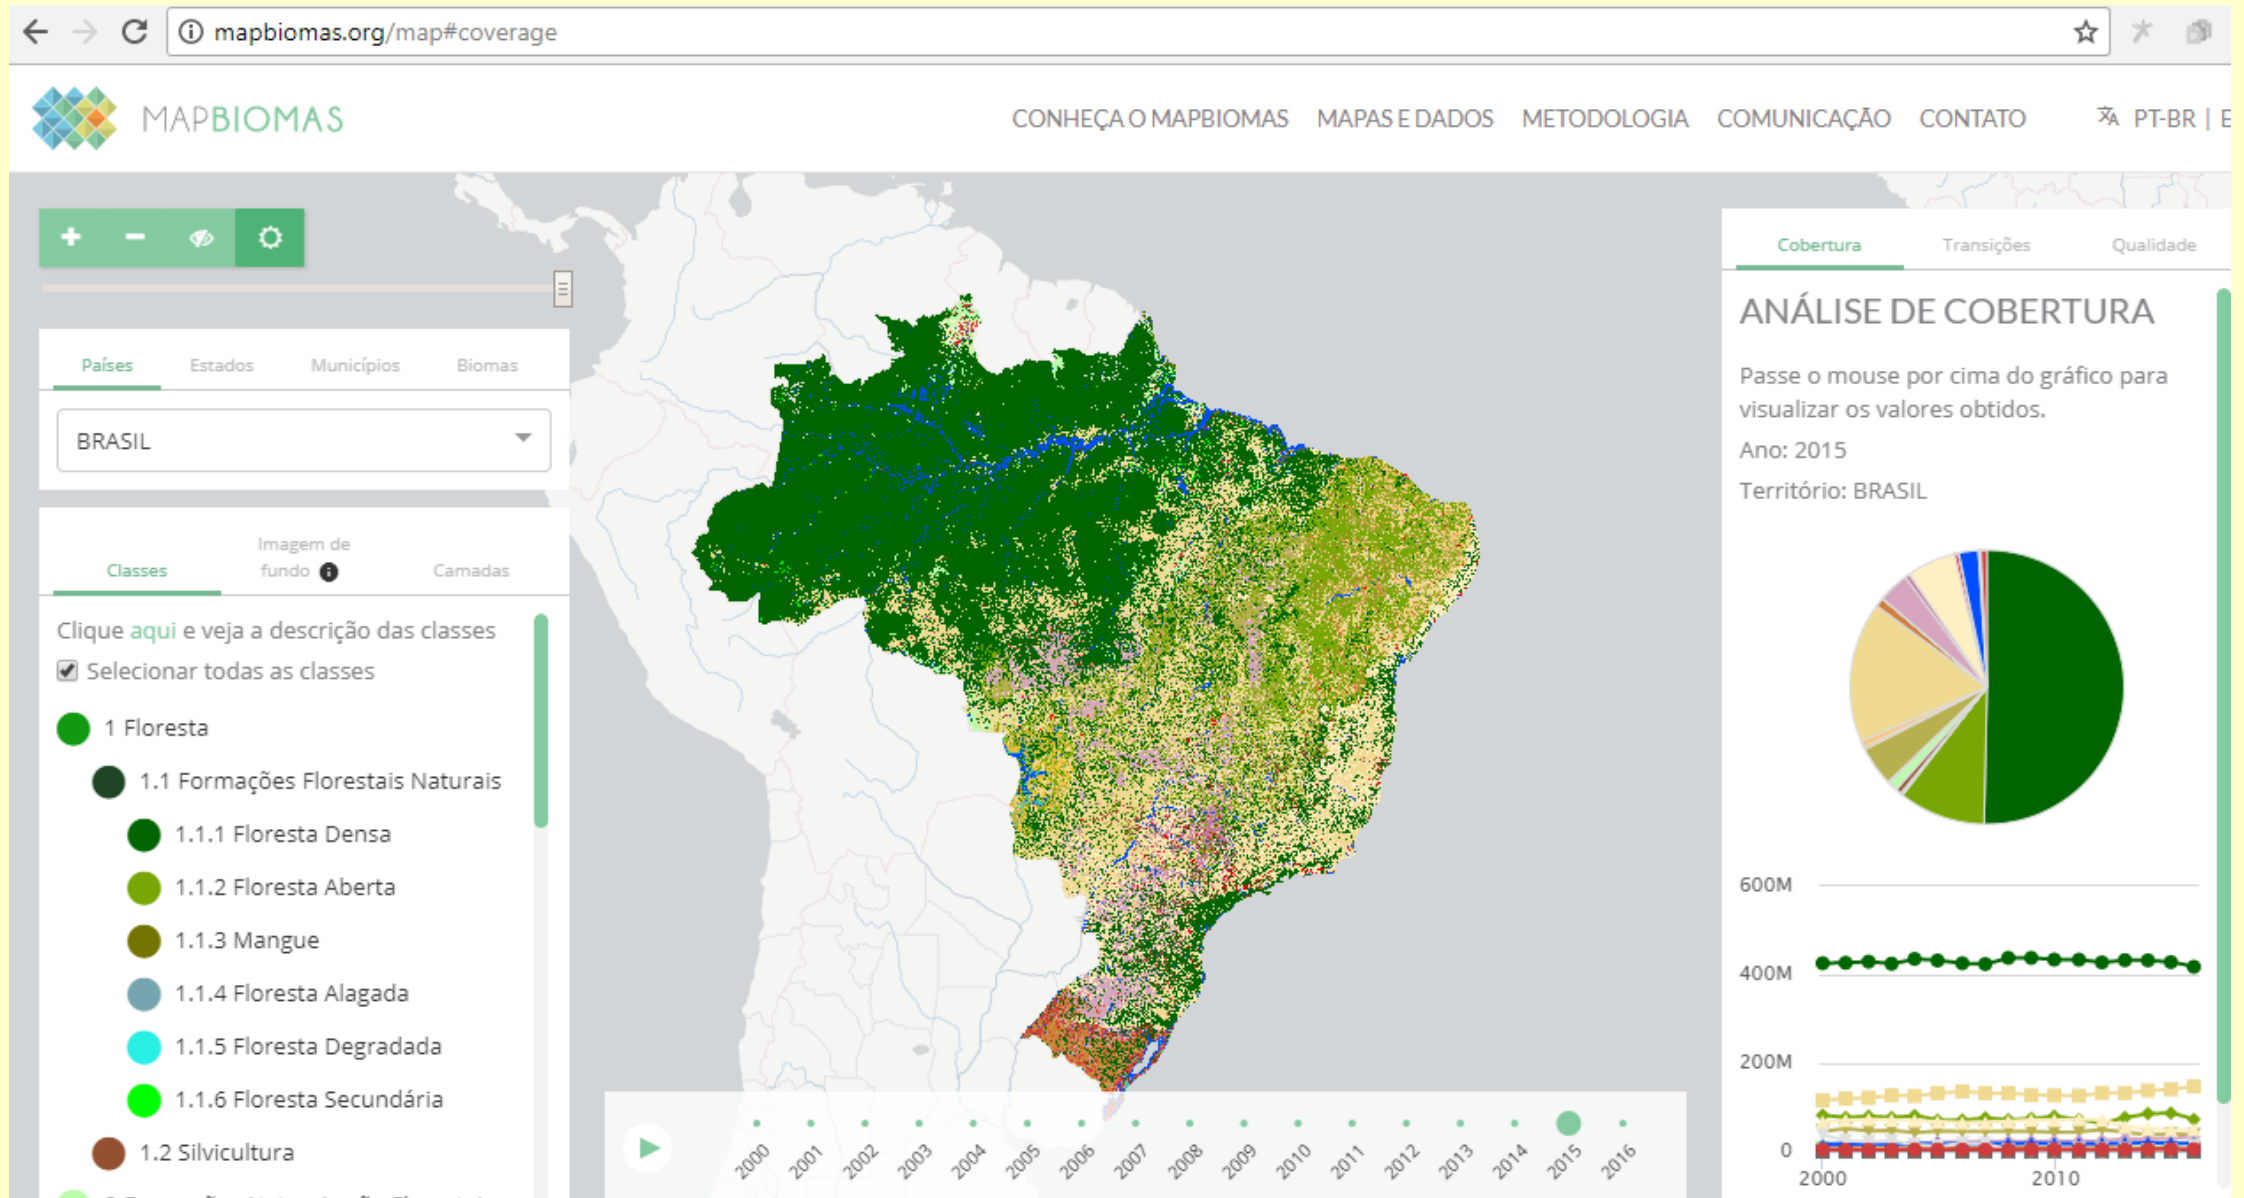 mapbiomas.org/map#coverage
MAPBIOMAS
CONHEÇA O MAPBIOMAS MAPAS E DADOS METODOLOGIA COMUNICAÇÃO CONTATO PT-BR |
Países Estados Municípios Biomas
BRASIL
Classes Imagem de fundo Camadas
Clique aqui e veja a descrição das classes
Selecionar todas as classes
1 Floresta
1.1 Formações Florestais Naturais
1.1.1 Floresta Densa
1.1.2 Floresta Aberta
1.1.3 Mangue
1.1.4 Floresta Alagada
1.1.5 Floresta Degradada
1.1.6 Floresta Secundária
1.2 Silvicultura
2000 2001 2002 2003 2004 2005 2006 2007 2008 2009 2010 2011 2012 2013 2014 2015 2016
Cobertura Transições Qualidade
ANÁLISE DE COBERTURA
Passe o mouse por cima do gráfico para
visualizar os valores obtidos.
Ano: 2015
Território: BRASIL
600M
400M
200M
0
2000 2010